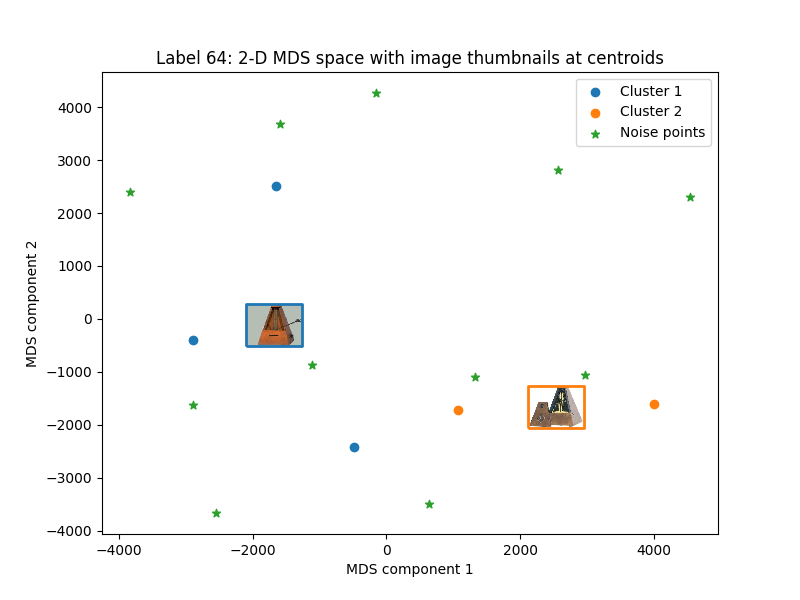 Label 64: 2-D MDS space with image thumbnails at centroids
Cluster 1
Cluster 2
Noise points
MDS component 2
4000
3000
2000
1000
0
−1000
−2000
−3000
−4000
−4000 −2000 0 2000 4000
MDS component 1